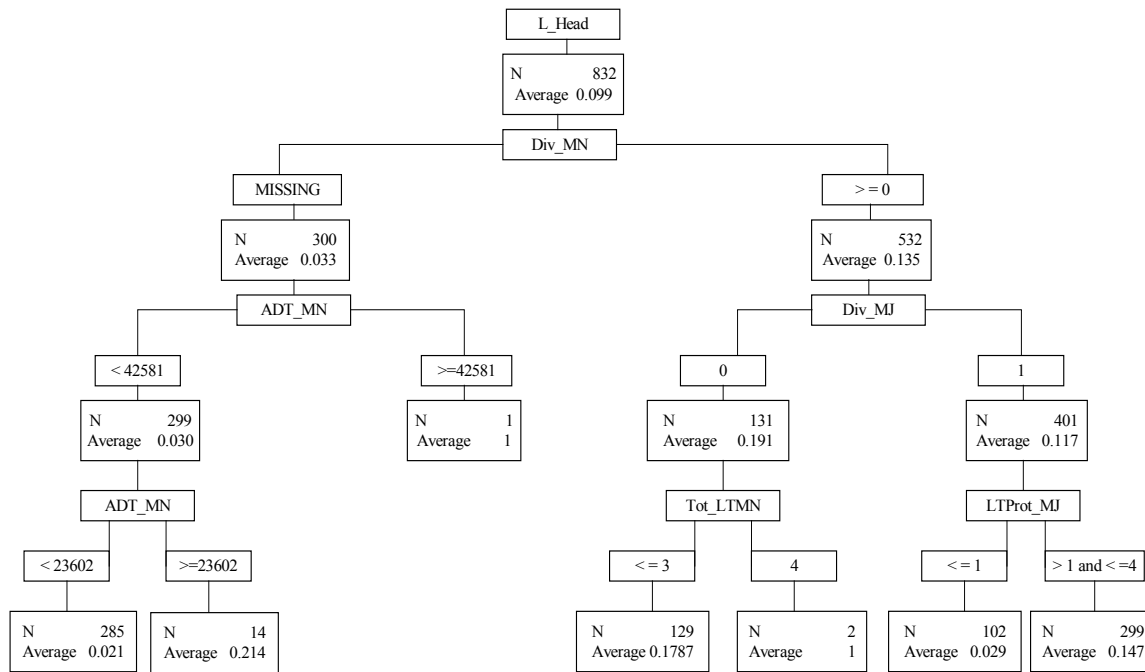 L_Head
N 832
Average 0.099
Div_MN
MISSING
> = 0
N 300
Average 0.033
N 532
Average 0.135
ADT_MN
Div_MJ
< 42581
>=42581
0
1
N 299
Average 0.030
N 1
Average 1
N 131
Average 0.191
N 401
Average 0.117
ADT_MN
Tot_LTMN
LTProt_MJ
< 23602
>=23602
< = 3
4
< = 1
> 1 and < =4
N 285
Average 0.021
N 14
Average 0.214
N 129
Average 0.1787
N 2
Average 1
N 102
Average 0.029
N 299
Average 0.147